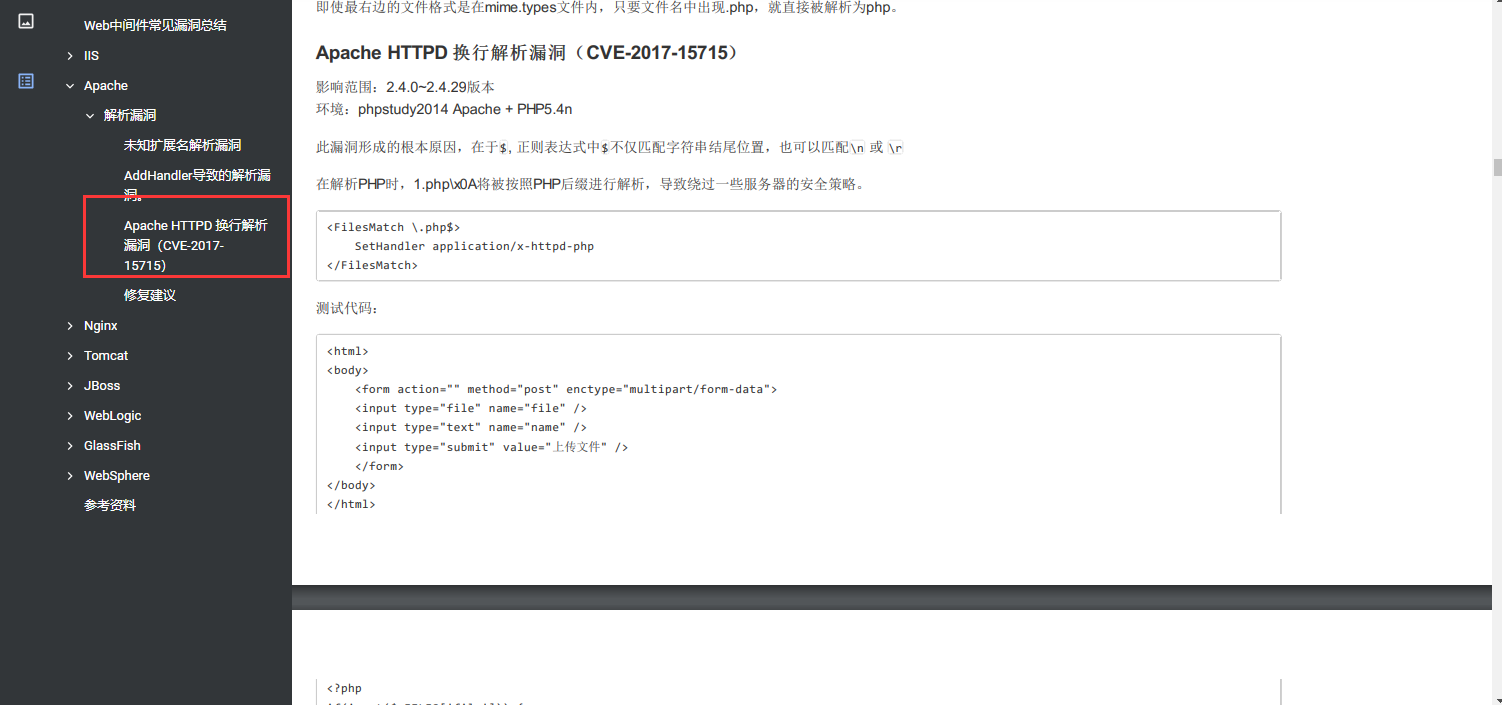 Web中间件常见漏洞总结
IIS
Apache
解析漏洞
未知扩展名解析漏洞
AddHandler导致的解析漏
洞。
Apache HTTPD 换行解析
漏洞（CVE-2017-
15715）
修复建议
Nginx
Tomcat
JBoss
WebLogic
GlassFish
WebSphere
参考资料
即使最右边的文件格式是在mime.types文件内，只要文件名中出现.php，就直接被解析为php。
Apache HTTPD 换行解析漏洞（CVE-2017-15715）
影响范围：2.4.0~2.4.29版本
环境：phpstudy2014 Apache + PHP5.4n
此漏洞形成的根本原因，在于$, 正则表达式中$不仅匹配字符串结尾位置，也可以匹配\n 或 \r
在解析PHP时，1.php\x0A将被按照PHP后缀进行解析，导致绕过一些服务器的安全策略。
<FilesMatch \.php$>
    SetHandler application/x-httpd-php
</FilesMatch>
测试代码：
<html>
<body>
    <form action="" method="post" enctype="multipart/form-data">
    <input type="file" name="file" />
    <input type="text" name="name" />
    <input type="submit" value="上传文件" />
    </form>
</body>
</html>
<?php